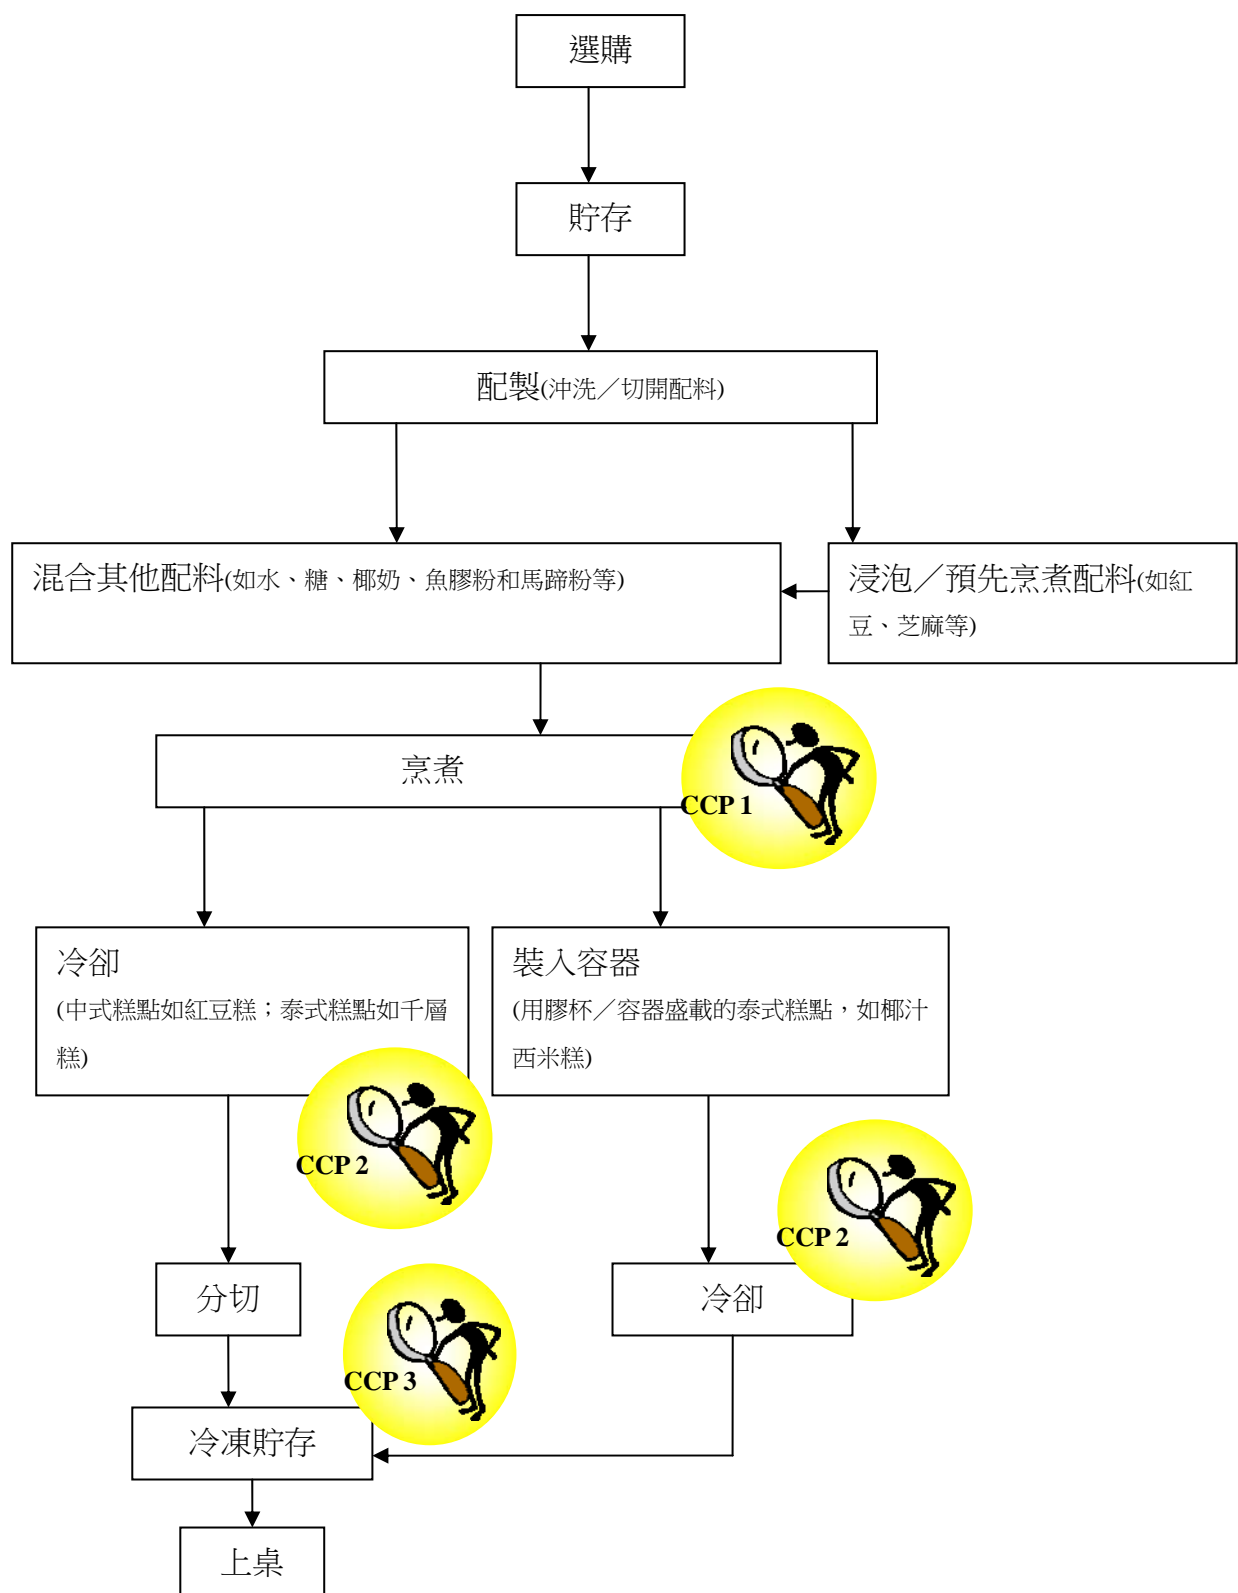 選購
貯存
配製(沖洗／切開配料)
混合其他配料(如水、糖、椰奶、魚膠粉和馬蹄粉等)
浸泡／預先烹煮配料(如紅
豆、芝麻等)
烹煮
CCP 1
冷卻
(中式糕點如紅豆糕；泰式糕點如千層
糕)
CCP 2
裝入容器
(用膠杯／容器盛載的泰式糕點，如椰汁
西米糕)
CCP 2
分切
冷卻
CCP 3
冷凍貯存
上桌